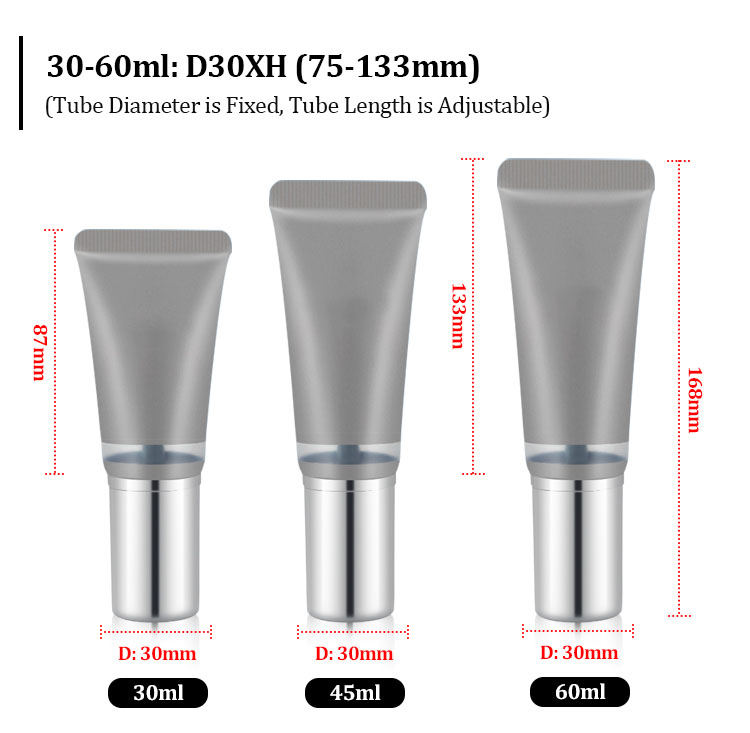 30-60ml: D30XH (75-133mm)
(Tube Diameter is Fixed, Tube Length is Adjustable)
87mm
133mm
168mm
D: 30mm
D: 30mm
D: 30mm
30ml
45ml
60ml